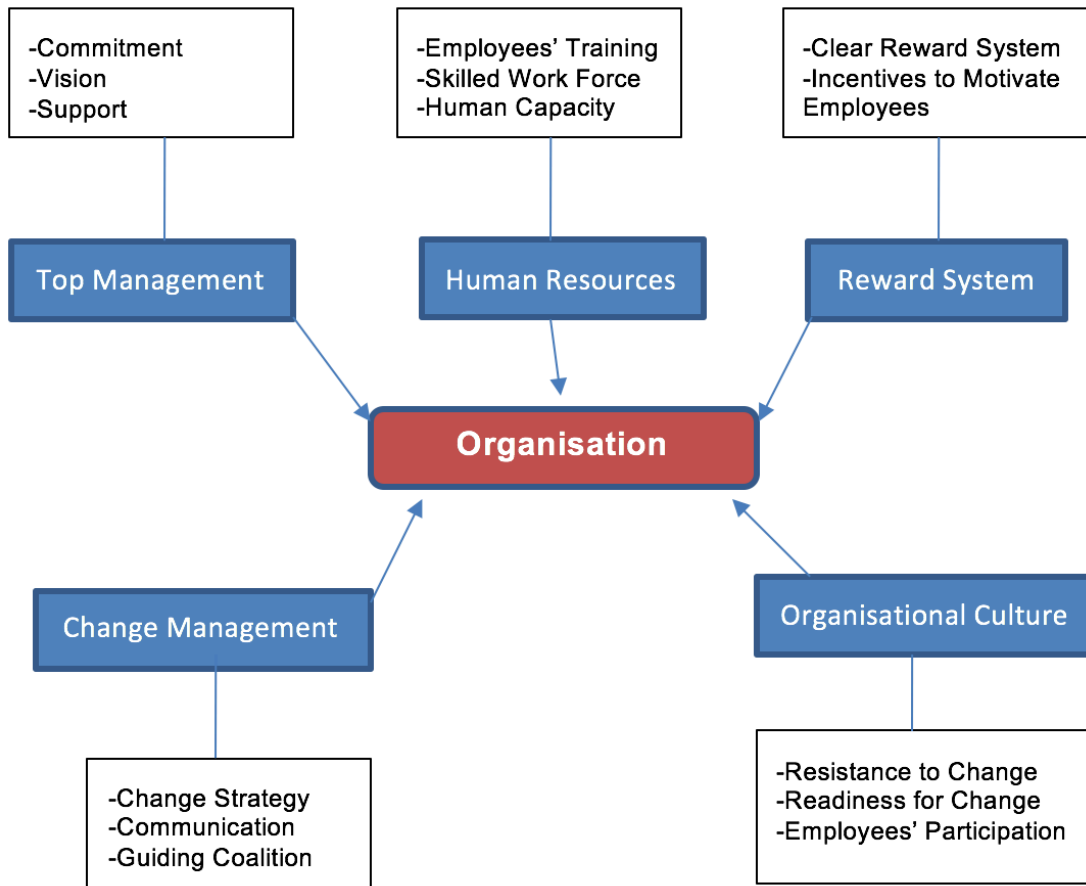 -Commitment
-Vision
-Support
-Employees’ Training
-Skilled Work Force
-Human Capacity
-Clear Reward System
-Incentives to Motivate
Employees
Top Management
Human Resources
Reward System
Organisation
Change Management
Organisational Culture
-Change Strategy
-Communication
-Guiding Coalition
-Resistance to Change
-Readiness for Change
-Employees’ Participation